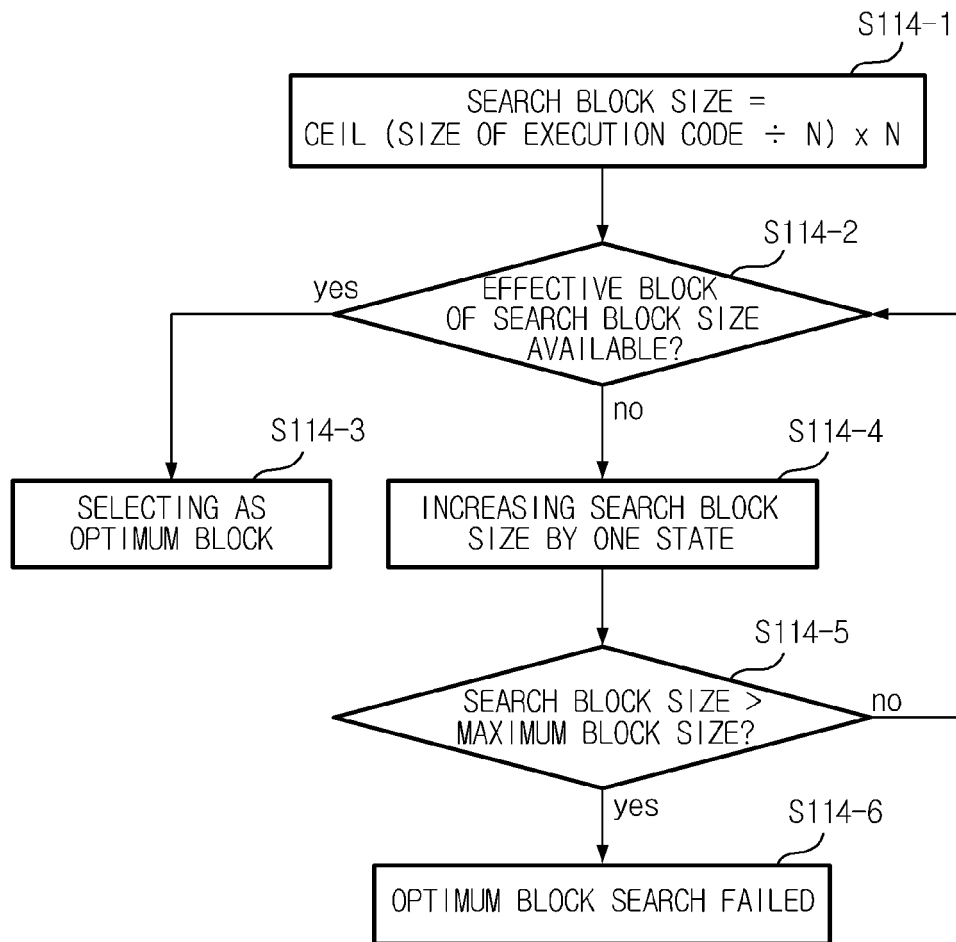 S114-1
SEARCH BLOCK SIZE =
CEIL (SIZE OF EXECUTION CODE ÷ N) x N
S114-2
yes
EFFECTIVE BLOCK
OF SEARCH BLOCK SIZE
AVAILABLE?
no
S114-3
S114-4
SELECTING AS
OPTIMUM BLOCK
INCREASING SEARCH BLOCK
SIZE BY ONE STATE
S114-5
SEARCH BLOCK SIZE >
MAXIMUM BLOCK SIZE?
no
yes
S114-6
OPTIMUM BLOCK SEARCH FAILED